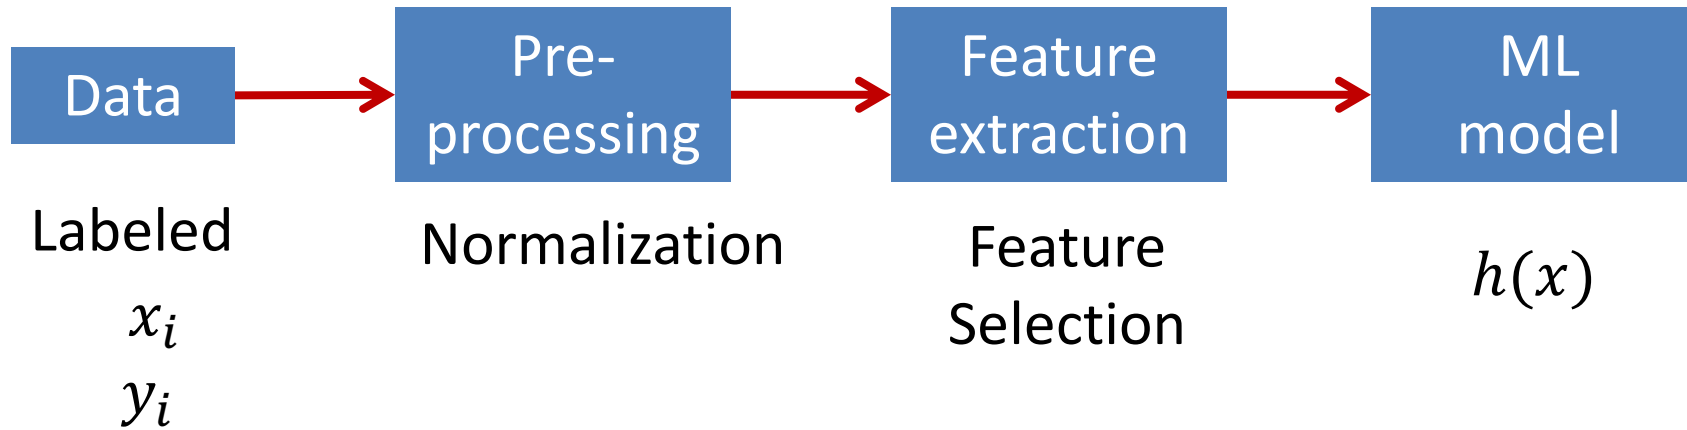 Data
Pre-
processing
Feature
extraction
ML
model
Labeled
x_i
y_i
Normalization
Feature
Selection
h(x)